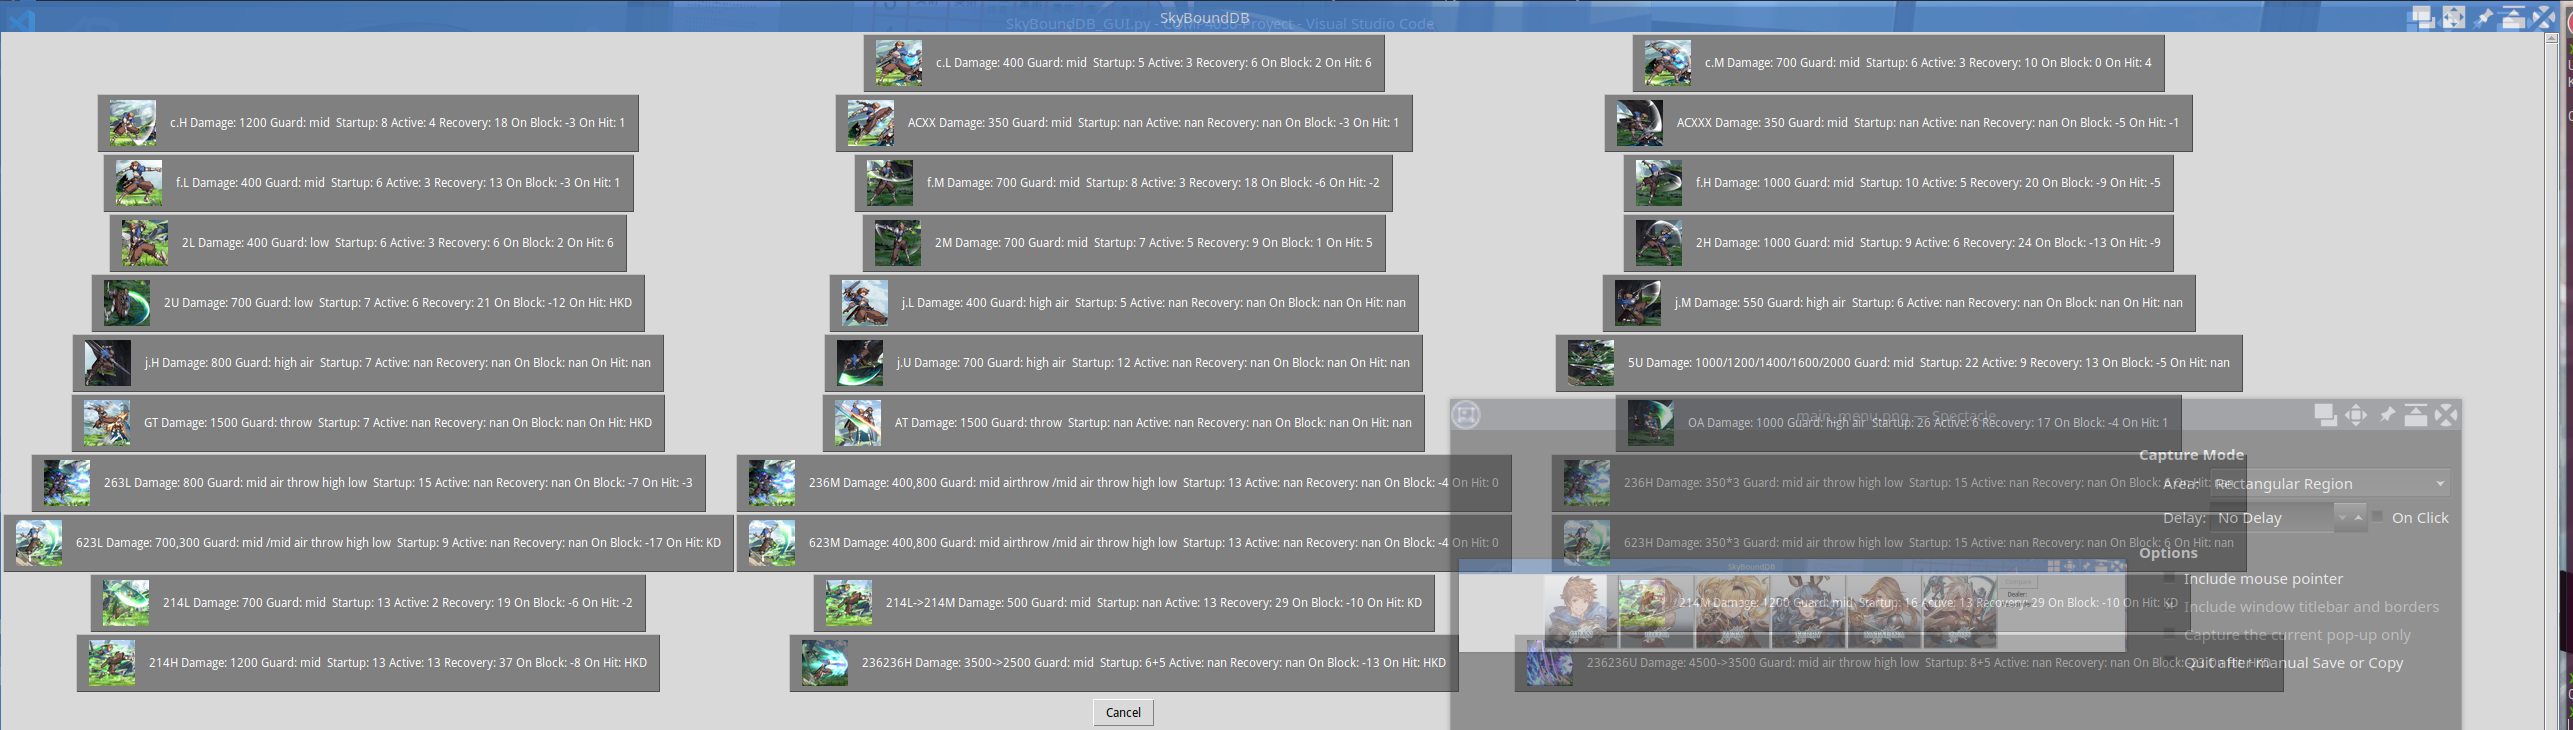 SkyBoundDB
SkyBoundDB_GUI.py - COMP4038-Proyect - Visual Studio Code
c.L Damage: 400 Guard: mid Startup: 5 Active: 3 Recovery: 6 On Block: 2 On Hit: 6
c.M Damage: 700 Guard: mid Startup: 6 Active: 3 Recovery: 10 On Block: 0 On Hit: 4
c.H Damage: 1200 Guard: mid Startup: 8 Active: 4 Recovery: 18 On Block: -3 On Hit: 1
ACXX Damage: 350 Guard: mid Startup: nan Active: nan Recovery: nan On Block: -3 On Hit: 1
ACXXX Damage: 350 Guard: mid Startup: nan Active: nan Recovery: nan On Block: -5 On Hit: -1
f.L Damage: 400 Guard: mid Startup: 6 Active: 3 Recovery: 13 On Block: -3 On Hit: 1
f.M Damage: 700 Guard: mid Startup: 8 Active: 3 Recovery: 18 On Block: -6 On Hit: -2
f.H Damage: 1000 Guard: mid Startup: 10 Active: 5 Recovery: 20 On Block: -9 On Hit: -5
2L Damage: 400 Guard: low Startup: 6 Active: 3 Recovery: 6 On Block: 2 On Hit: 6
2M Damage: 700 Guard: mid Startup: 7 Active: 5 Recovery: 9 On Block: 1 On Hit: 5
2H Damage: 1000 Guard: mid Startup: 9 Active: 6 Recovery: 24 On Block: -13 On Hit: -9
2U Damage: 700 Guard: low Startup: 7 Active: 6 Recovery: 21 On Block: -12 On Hit: HKD
j.L Damage: 400 Guard: high air Startup: 5 Active: nan Recovery: nan On Block: nan On Hit: nan
j.M Damage: 550 Guard: high air Startup: 6 Active: nan Recovery: nan On Block: nan On Hit: nan
j.H Damage: 800 Guard: high air Startup: 7 Active: nan Recovery: nan On Block: nan On Hit: nan
j.U Damage: 700 Guard: high air Startup: 12 Active: nan Recovery: nan On Block: nan On Hit: nan
5U Damage: 1000/1200/1400/1600/2000 Guard: mid Startup: 22 Active: 9 Recovery: 13 On Block: -5 On Hit: nan
GT Damage: 1500 Guard: throw Startup: 7 Active: nan Recovery: nan On Block: nan On Hit: HKD
AT Damage: 1500 Guard: throw Startup: nan Active: nan Recovery: nan On Block: nan On Hit: nan
main_menu.png — Spectacle
OA Damage: 1000 Guard: high air Startup: 26 Active: 6 Recovery: 17 On Block: -4 On Hit: 1
Capture Mode
263L Damage: 800 Guard: mid air throw high low Startup: 15 Active: nan Recovery: nan On Block: -7 On Hit: -3
236M Damage: 400,800 Guard: mid air throw /mid air throw high low Startup: 13 Active: nan Recovery: nan On Block: -4 On Hit: 0
236H Damage: 350*3 Guard: mid air throw high low Startup: 15 Active: nan Recovery: nan On Block: 6 On Hit:
Area: Rectangular Region
Delay: No Delay On Click
623L Damage: 700,300 Guard: mid /mid air throw high low Startup: 9 Active: nan Recovery: nan On Block: -17 On Hit: KD
623M Damage: 400,800 Guard: mid airthrow /mid air throw high low Startup: 13 Active: nan Recovery: nan On Block: -4 On Hit: 0
623H Damage: 350*3 Guard: mid air throw high low Startup: 15 Active: nan Recovery: nan On Block: 6 On Hit: nan
Options
SkyBoundDB
Include mouse pointer
214L Damage: 700 Guard: mid Startup: 13 Active: 2 Recovery: 19 On Block: -6 On Hit: -2
214L->214M Damage: 500 Guard: mid Startup: nan Active: 13 Recovery: 29 On Block: -10 On Hit: KD
214M Damage: 1200 Guard: mid Startup: 16 Active: 13 Recovery: 29 On Block: -10 On Hit: KD
Dealer:
Include window titlebar and borders
Capture the current pop-up only
214H Damage: 1200 Guard: mid Startup: 13 Active: 13 Recovery: 37 On Block: -8 On Hit: HKD
236236H Damage: 3500->2500 Guard: mid Startup: 6+5 Active: nan Recovery: nan On Block: -13 On Hit: HKD
236236U Damage: 4500->3500 Guard: mid air throw high low Startup: 8+5 Active: nan Recovery: nan On Block:
Quit after manual Save or Copy
Cancel